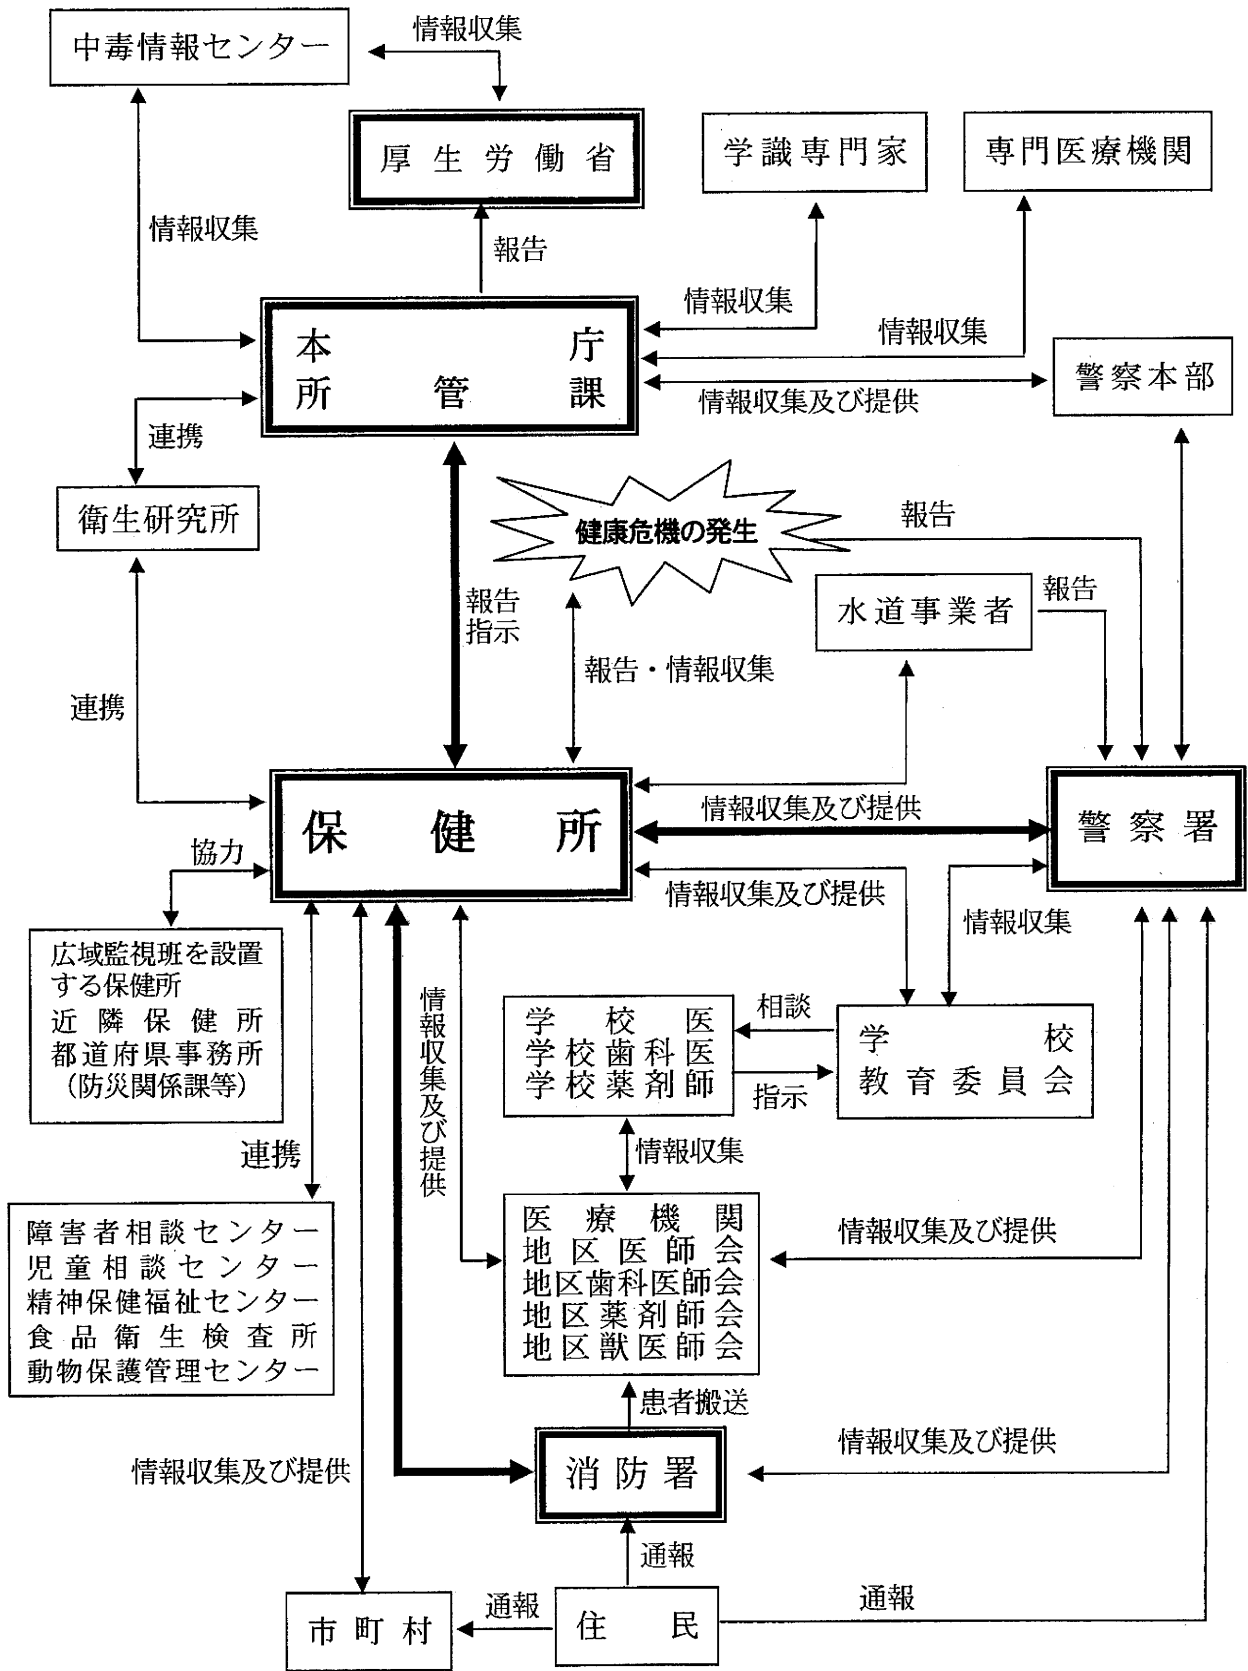 中毒情報センター
情報収集
厚生労働省
学識専門家
専門医療機関
情報収集
報告
情報収集
情報収集
本庁
所管課
警察本部
情報収集及び提供
連携
衛生研究所
健康危機の発生
報告
水道事業者
報告
報告
指示
報告・情報収集
連携
保健所
情報収集及び提供
警察署
協力
情報収集及び提供
情報収集
広域監視班を設置
する保健所
近隣保健所
都道府県事務所
（防災関係課等）
情報収集及び提供
学校医
学校歯科医
学校薬剤師
相談
指示
学校
教育委員会
連携
情報収集
障害者相談センター
児童相談センター
精神保健福祉センター
食品衛生検査所
動物保護管理センター
医療機関
地区医師会
地区歯科医師会
地区薬剤師会
地区獣医師会
情報収集及び提供
患者搬送
情報収集及び提供
消防署
情報収集及び提供
通報
市町村
通報
住民
通報